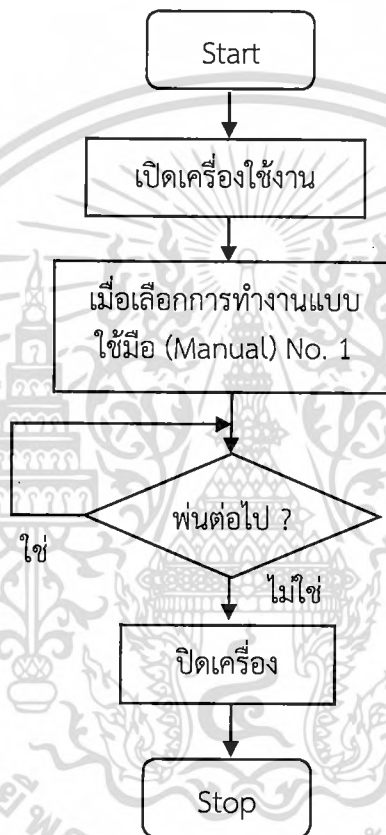 Start
เปิดเครื่องใช้งาน
เมื่อเลือกการทำงานแบบ
ใช้มือ (Manual) No. 1
พ่นต่อไป ?
ใช่
ไม่ใช่
ปิดเครื่อง
Stop